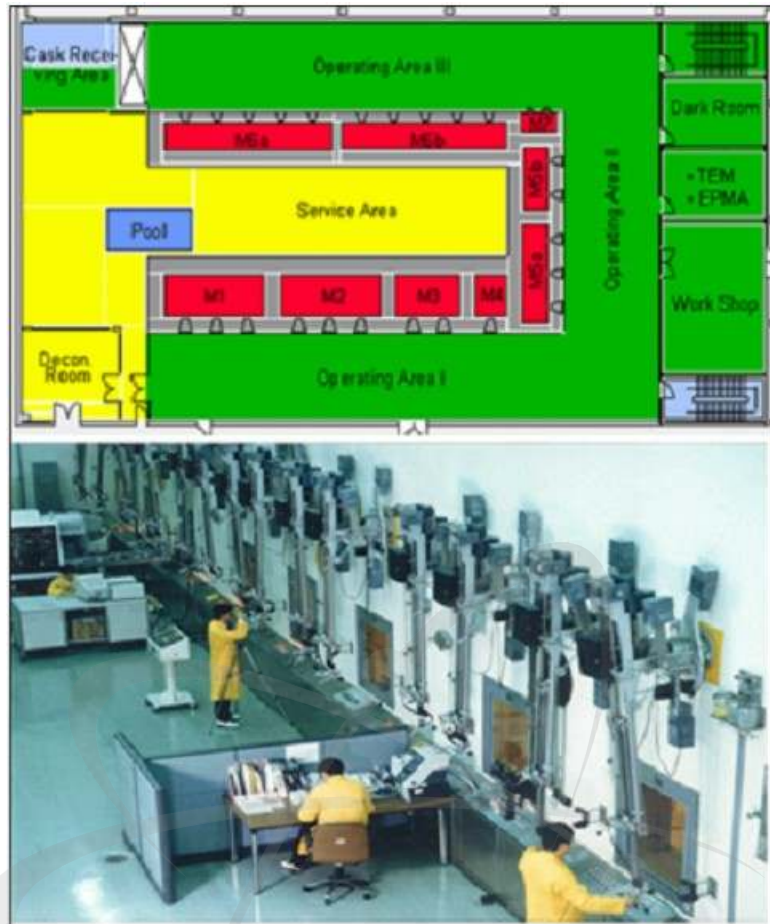 Cask Recei-
ving Area
Operating Area III
Dark Room
M6a
M6b
M7
M5b
TEM
EPMA
Service Area
Operating Area II
Pool
M5a
Work Shop
M1
M2
M3
M4
Decon.
Room
Operating Area II